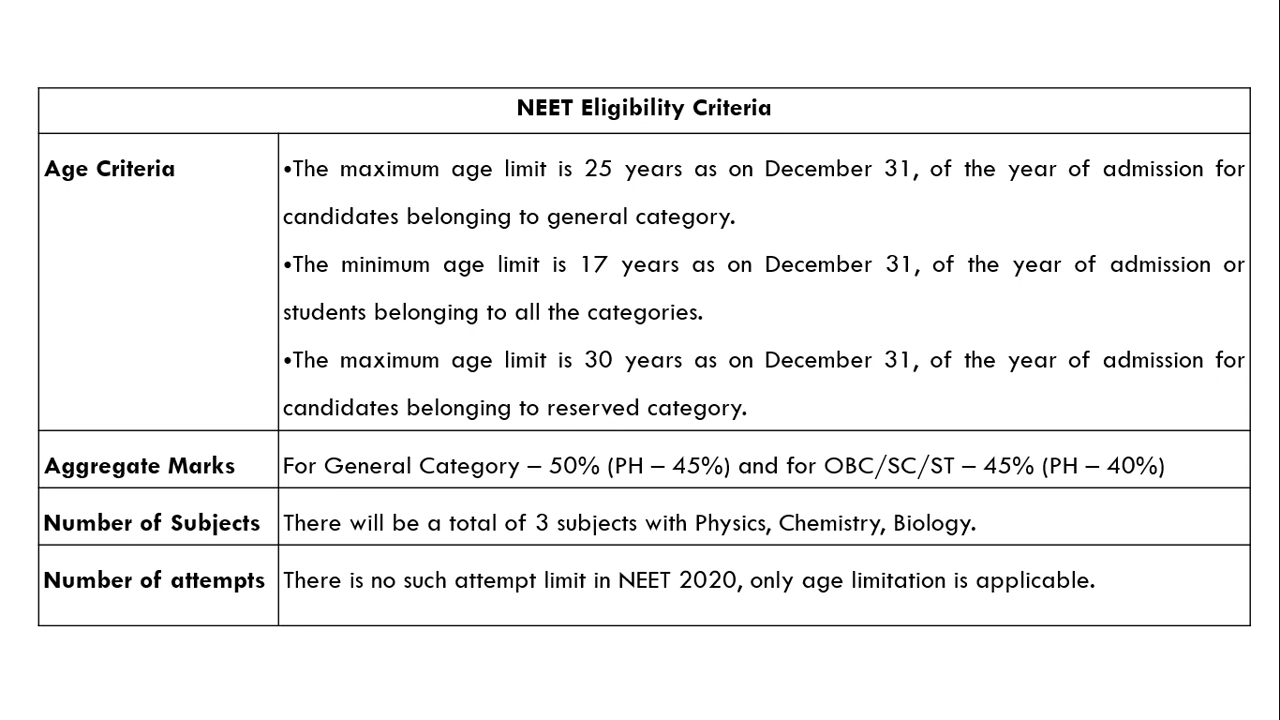 NEET Eligibility Criteria
Age Criteria
•The maximum age limit is 25 years as on December 31, of the year of admission for
candidates belonging to general category.
•The minimum age limit is 17 years as on December 31, of the year of admission or
students belonging to all the categories.
•The maximum age limit is 30 years as on December 31, of the year of admission for
candidates belonging to reserved category.
Aggregate Marks
For General Category – 50% (PH – 45%) and for OBC/SC/ST – 45% (PH – 40%)
Number of Subjects
There will be a total of 3 subjects with Physics, Chemistry, Biology.
Number of attempts
There is no such attempt limit in NEET 2020, only age limitation is applicable.